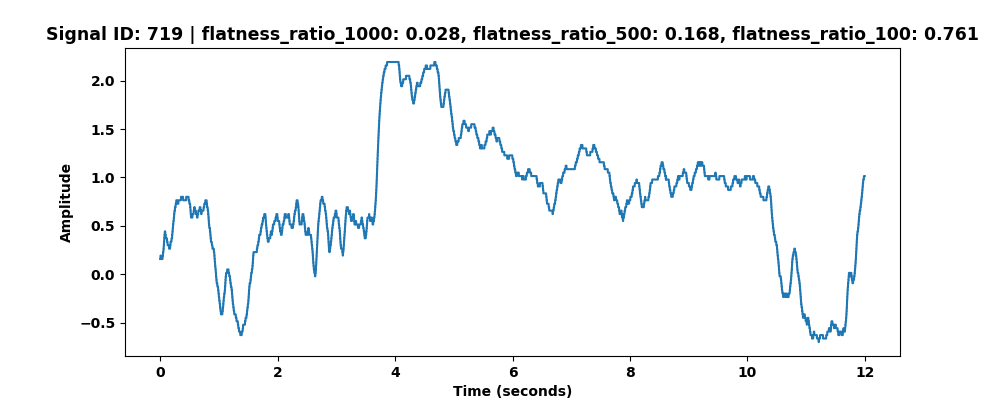 Signal ID: 719 | flatness_ratio_1000: 0.028, flatness_ratio_500: 0.168, flatness_ratio_100: 0.761
2.0
1.5
1.0
0.5
0.0
−0.5
Amplitude
0 2 4 6 8 10 12
Time (seconds)